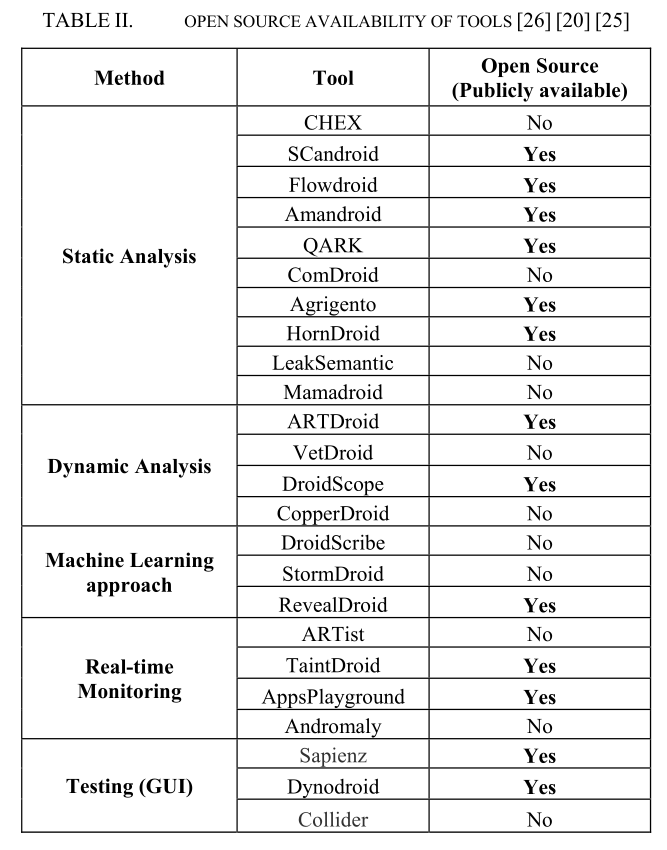 TABLE II. OPEN SOURCE AVAILABILITY OF TOOLS [26] [20] [25]
Method Tool Open Source
(Publicly available)
Static Analysis
CHEX No
SCandroid Yes
Flowdroid Yes
Amandroid Yes
QARK Yes
ComDroid No
Agrigento Yes
HornDroid Yes
LeakSemantic No
Mamadroid No
Dynamic Analysis
ARTDroid Yes
VetDroid No
DroidScope Yes
CopperDroid No
Machine Learning
approach
DroidScribe No
StormDroid No
RevealDroid Yes
Real-time
Monitoring
ARTist No
TaintDroid Yes
AppsPlayground Yes
Andromaly No
Testing (GUI)
Sapienz Yes
Dynodroid Yes
Collider No